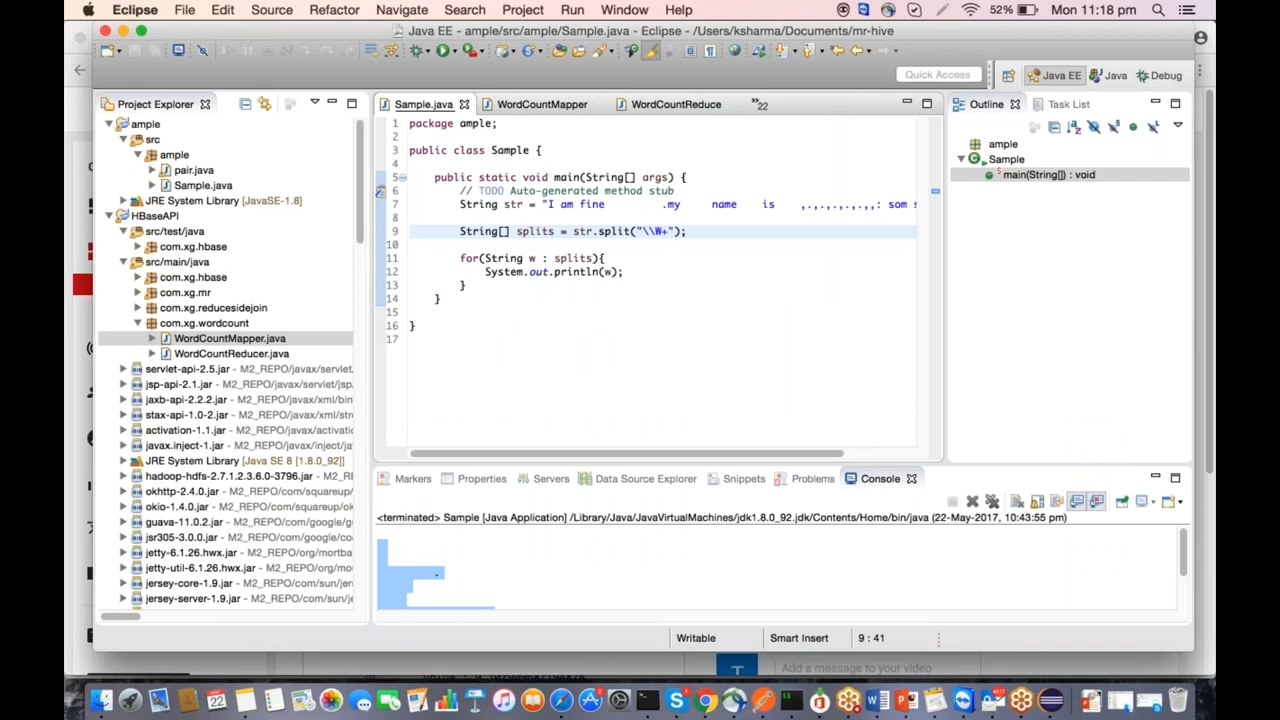 Eclipse File Edit Source Refactor Navigate Search Project Run Window Help 52% Mon 11:18 pm
Java EE - ample/src/ample/Sample.java - Eclipse - /Users/ksharma/Documents/mr-hive
Quick Access Java EE Java Debug
Project Explorer
ample
src
ample
pair.java
Sample.java
JRE System Library [JavaSE-1.8]
HBaseAPI
src/test/java
com.xg.hbase
src/main/java
com.xg.hbase
com.xg.mr
com.xg.reducesidejoin
com.xg.wordcount
WordCountMapper.java
WordCountReducer.java
servlet-api-2.5.jar - M2_REPO/javax/servlet
jsp-api-2.1.jar - M2_REPO/javax/servlet/jsp
jaxb-api-2.2.2.jar - M2_REPO/javax/xml/bin
stax-api-1.0-2.jar - M2_REPO/javax/xml/str
activation-1.1.jar - M2_REPO/javax/activati
javax.inject-1.jar - M2_REPO/javax/inject/ja
JRE System Library [Java SE 8 [1.8.0_92]]
hadoop-hdfs-2.7.1.2.3.6.0-3796.jar - M2_RE
okhttp-2.4.0.jar - M2_REPO/com/squareup/
okio-1.4.0.jar - M2_REPO/com/squareup/ok
guava-11.0.2.jar - M2_REPO/com/google/g
jsr305-3.0.0.jar - M2_REPO/com/google/co
jetty-6.1.26.hwx.jar - M2_REPO/org/mortba
jetty-util-6.1.26.hwx.jar - M2_REPO/org/mo
jersey-core-1.9.jar - M2_REPO/com/sun/je
jersey-server-1.9.jar - M2_REPO/com/sun/je
Sample.java WordCountMapper WordCountReduce »22
1 package ample;
2
3 public class Sample {
4
5 public static void main(String[] args) {
6 // TODO Auto-generated method stub
7 String str = "I am fine .my name is ,.,.,.,.,,: som s
8
9 String[] splits = str.split("\\W+");
10
11 for(String w : splits){
12 System.out.println(w);
13 }
14 }
15
16 }
17
Outline Task List
ample
Sample
main(String[]) : void
Markers Properties Servers Data Source Explorer Snippets Problems Console
<terminated> Sample [Java Application] /Library/Java/JavaVirtualMachines/jdk1.8.0_92.jdk/Contents/Home/bin/java (22-May-2017, 10:43:55 pm)
.
Writable Smart Insert 9 : 41
T Add a message to your video